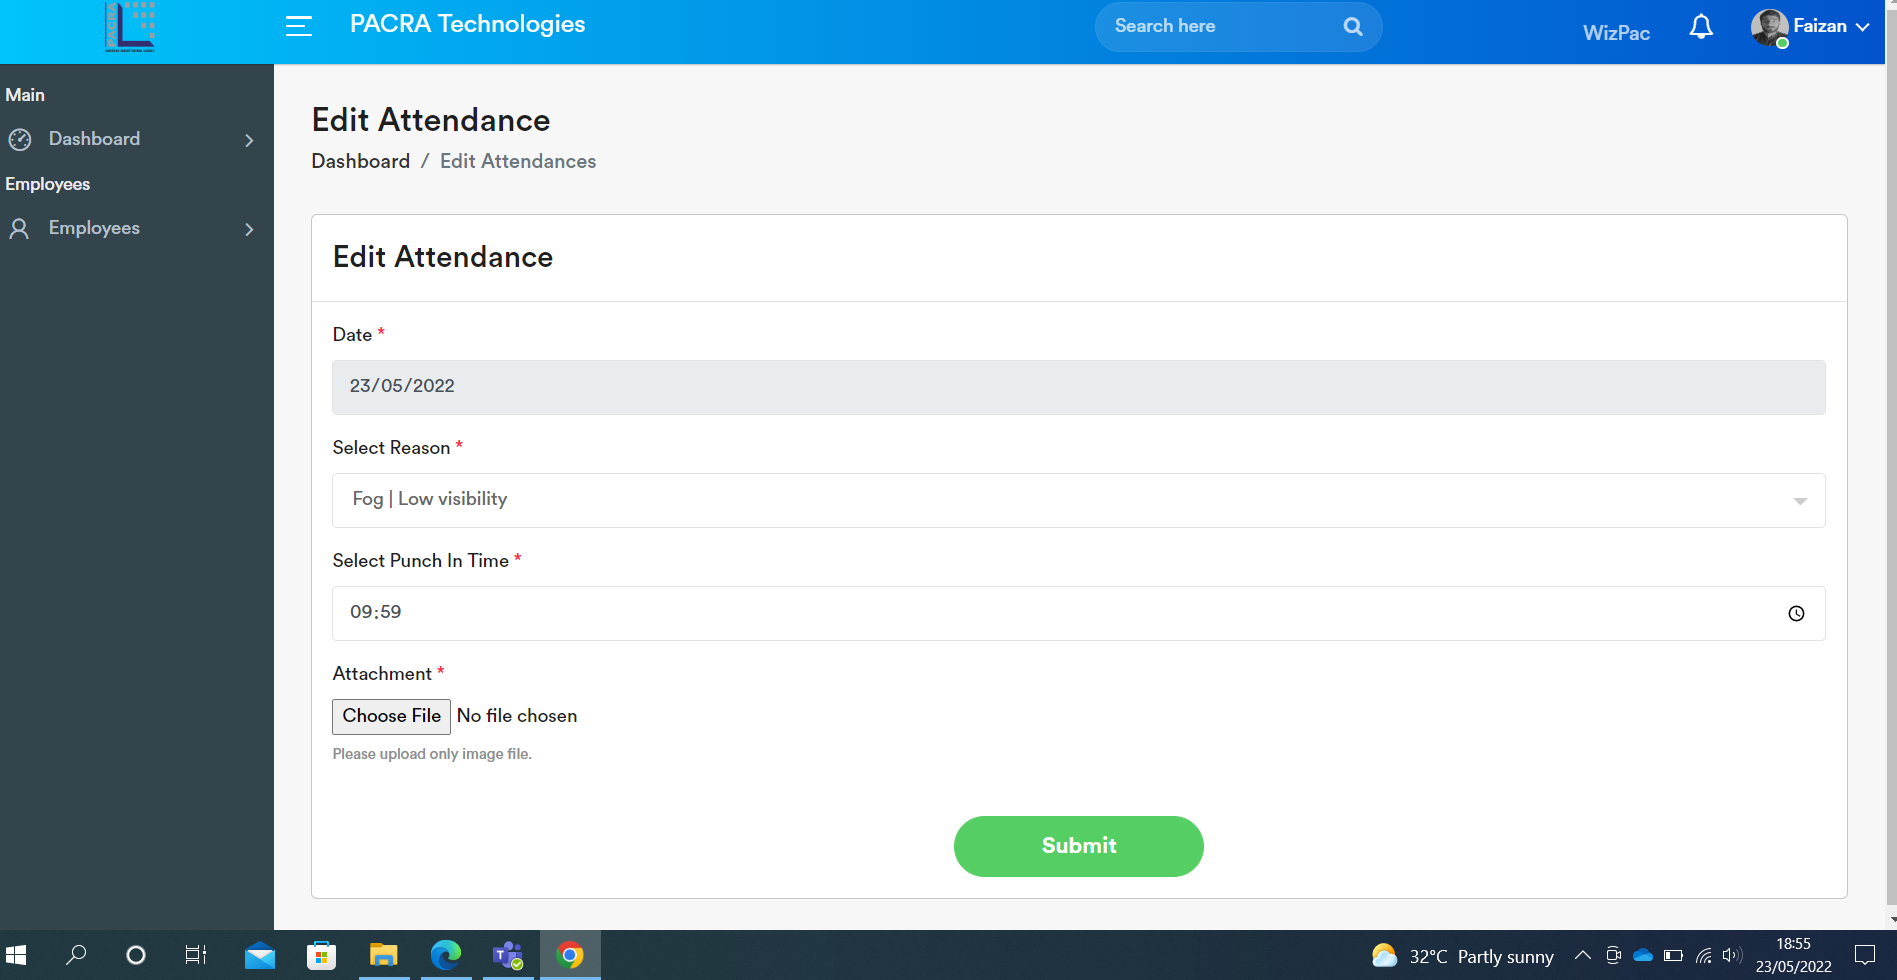 PACRA
PACRA Technologies
Search here
WizPac
Faizan
Main
Dashboard
Employees
Employees
Edit Attendance
Dashboard / Edit Attendances
Edit Attendance
Date *
23/05/2022
Select Reason *
Fog | Low visibility
Select Punch In Time *
09:59
Attachment *
Choose File No file chosen
Please upload only image file.
Submit
32°C Partly sunny
18:55
23/05/2022